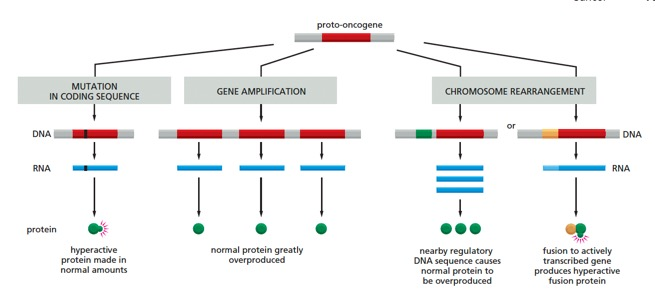 proto-oncogene
MUTATION
IN CODING SEQUENCE
GENE AMPLIFICATION
CHROMOSOME REARRANGEMENT
DNA
or
DNA
RNA
RNA
protein
hyperactive
protein made in
normal amounts
normal protein greatly
overproduced
nearby regulatory
DNA sequence causes
normal protein to
be overproduced
fusion to actively
transcribed gene
produces hyperactive
fusion protein